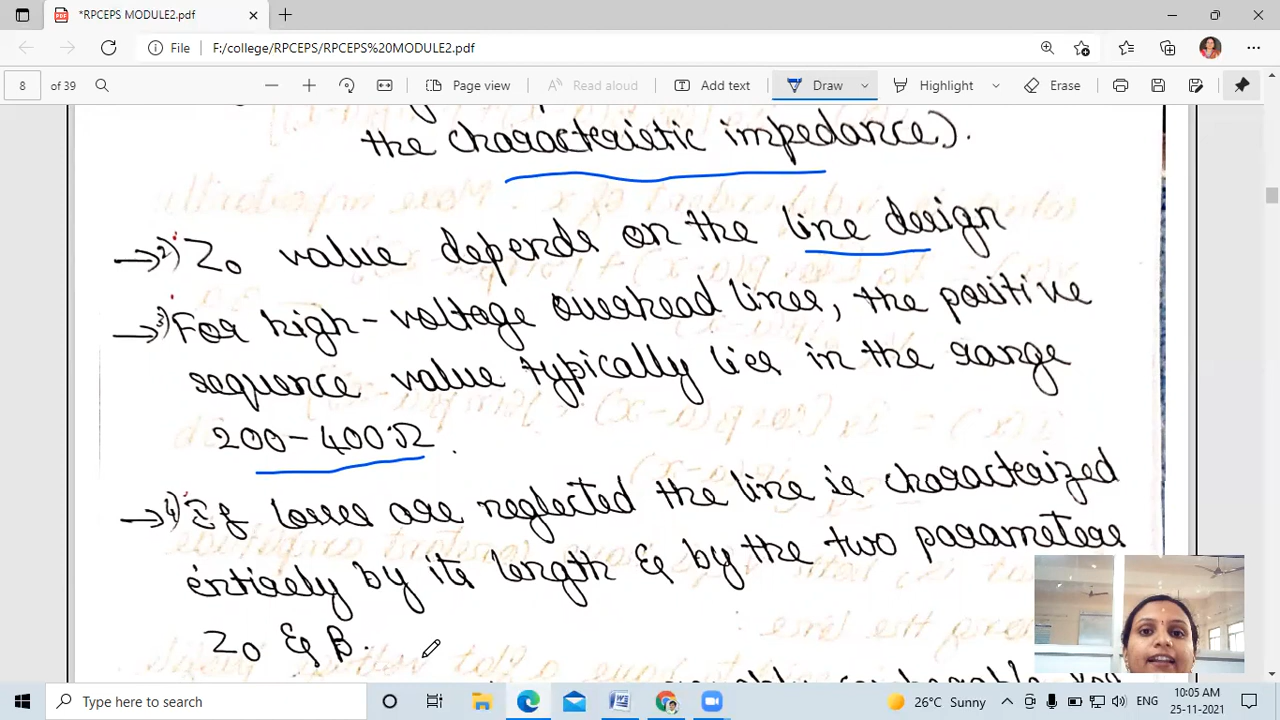 *RPCEPS MODULE2.pdf
File F:/college/RPCEPS/RPCEPS%20MODULE2.pdf
8 of 39 Page view Read aloud Add text Draw Highlight Erase
the characteristic impedance).
→2) Z0 value depends on the line design
→3) For high-voltage overhead lines, the positive
sequence value typically lies in the range
200-400Ω.
→4) If losses are neglected the line is characterized
entirely by its length & by the two parameters
Z0 & β.
Type here to search
26°C Sunny ENG 10:05 AM
25-11-2021